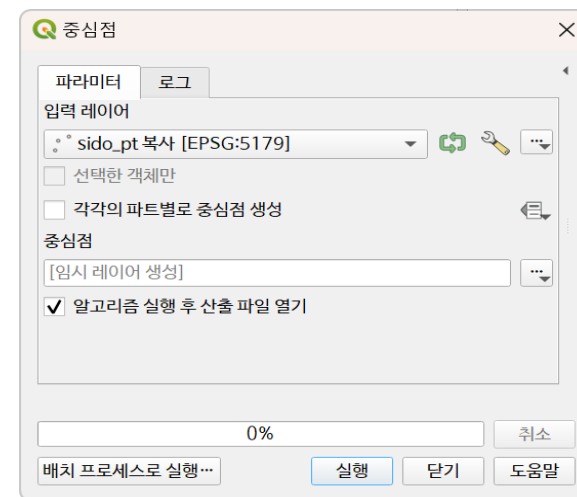 중심점
파라미터 로그
입력 레이어
sido_pt 복사 [EPSG:5179]
선택한 객체만
각각의 파트별로 중심점 생성
중심점
[임시 레이어 생성]
알고리즘 실행 후 산출 파일 열기
0% 취소
배치 프로세스로 실행… 실행 닫기 도움말